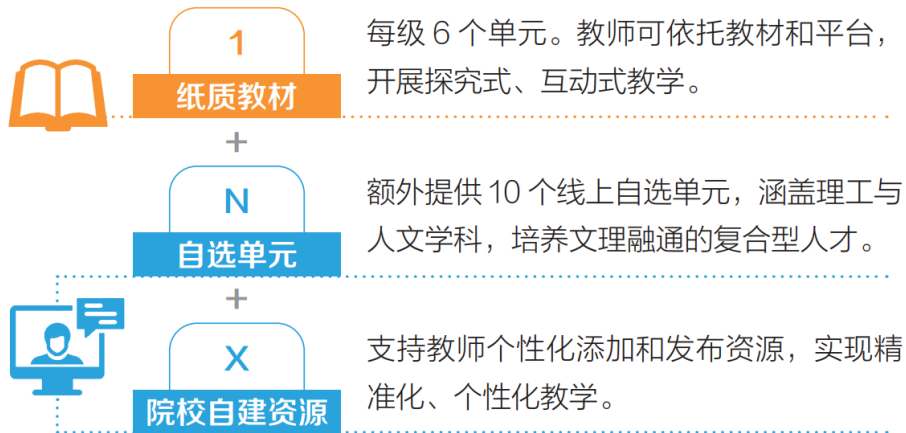 1
纸质教材
每级 6 个单元。教师可依托教材和平台，
开展探究式、互动式教学。
+
N
自选单元
额外提供 10 个线上自选单元，涵盖理工与
人文学科，培养文理融通的复合型人才。
+
X
院校自建资源
支持教师个性化添加和发布资源，实现精
准化、个性化教学。